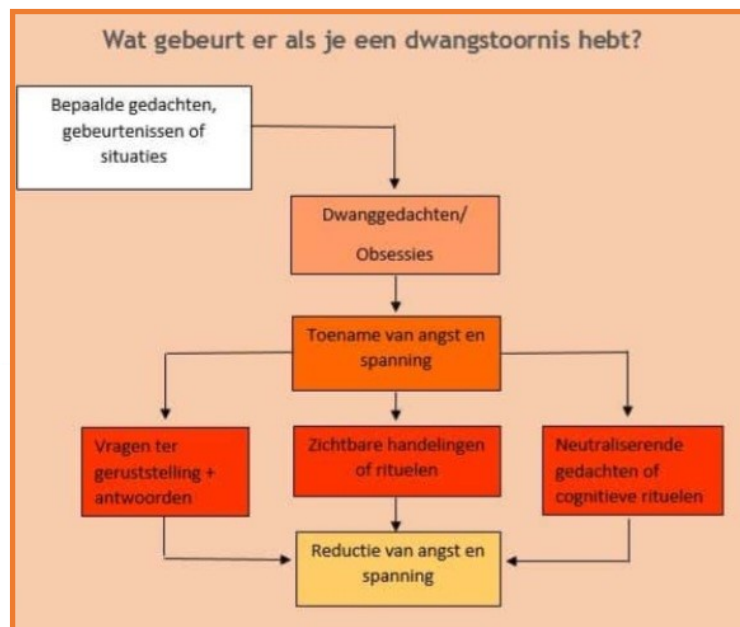 Wat gebeurt er als je een dwangstoornis hebt?
Bepaalde gedachten,
gebeurtenissen of
situaties
Dwanggedachten/
Obsessies
Toename van angst en
spanning
Vragen ter
geruststelling +
antwoorden
Zichtbare handelingen
of rituelen
Neutraliserende
gedachten of
cognitieve rituelen
Reductie van angst en
spanning